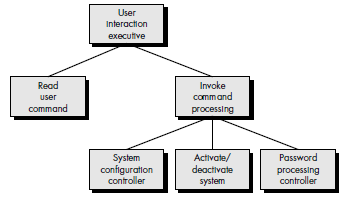 User
interaction
executive
Read
user
command
Invoke
command
processing
System
configuration
controller
Activate/
deactivate
system
Password
processing
controller